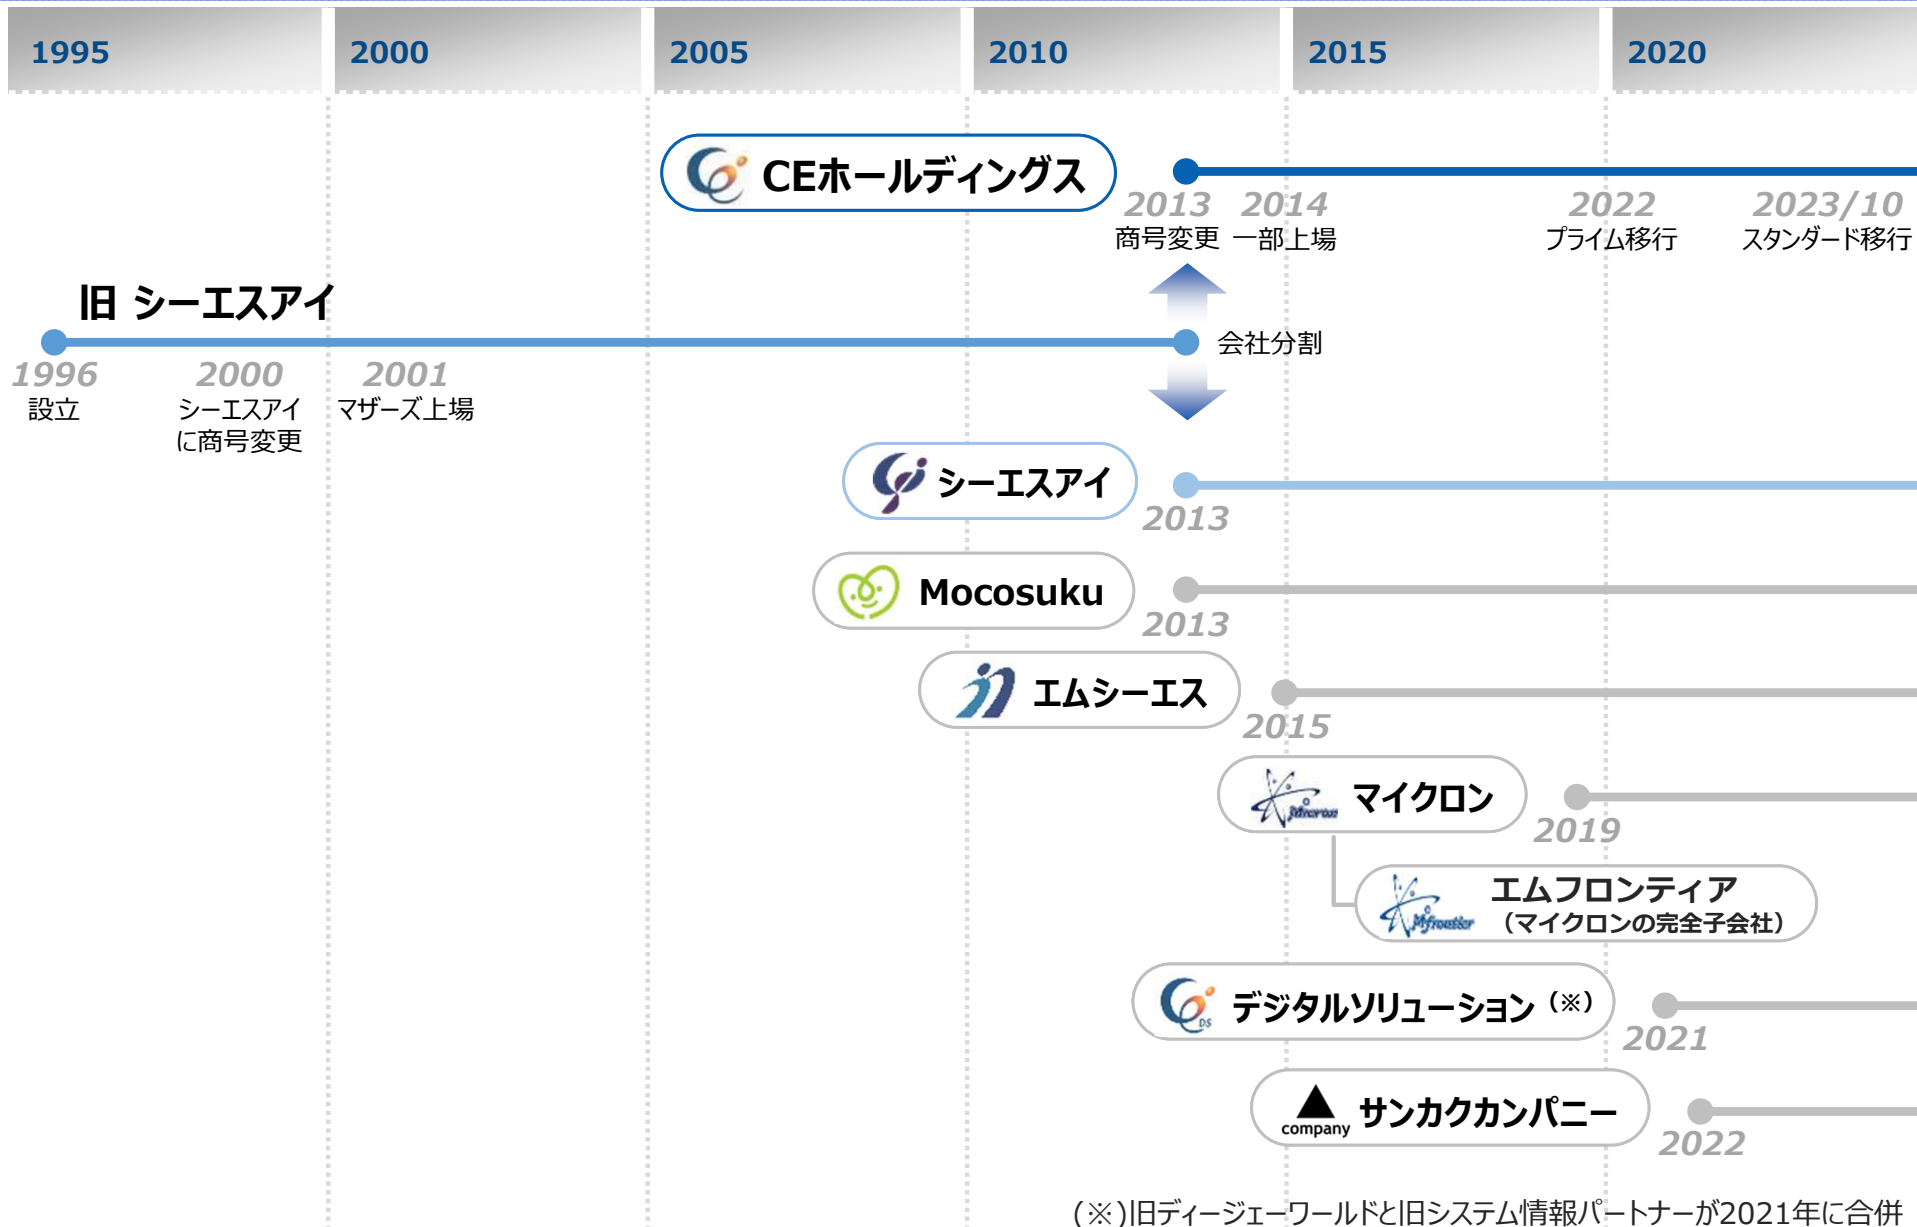 1995 2000 2005 2010 2015 2020
CEホールディングス
2013 2014 2022 2023/10
商号変更 一部上場 プライム移行 スタンダード移行
旧 シーエスアイ
会社分割
1996 2000 2001
設立 シーエスアイ マザーズ上場
に商号変更
シーエスアイ
2013
Mocosuku
2013
エムシーエス
2015
Micron マイクロン
2019
エムフロンティア
Mfrontier (マイクロンの完全子会社)
DS デジタルソリューション (※)
2021
company サンカクカンパニー
2022
(※)旧ディージェーワールドと旧システム情報パートナーが2021年に合併